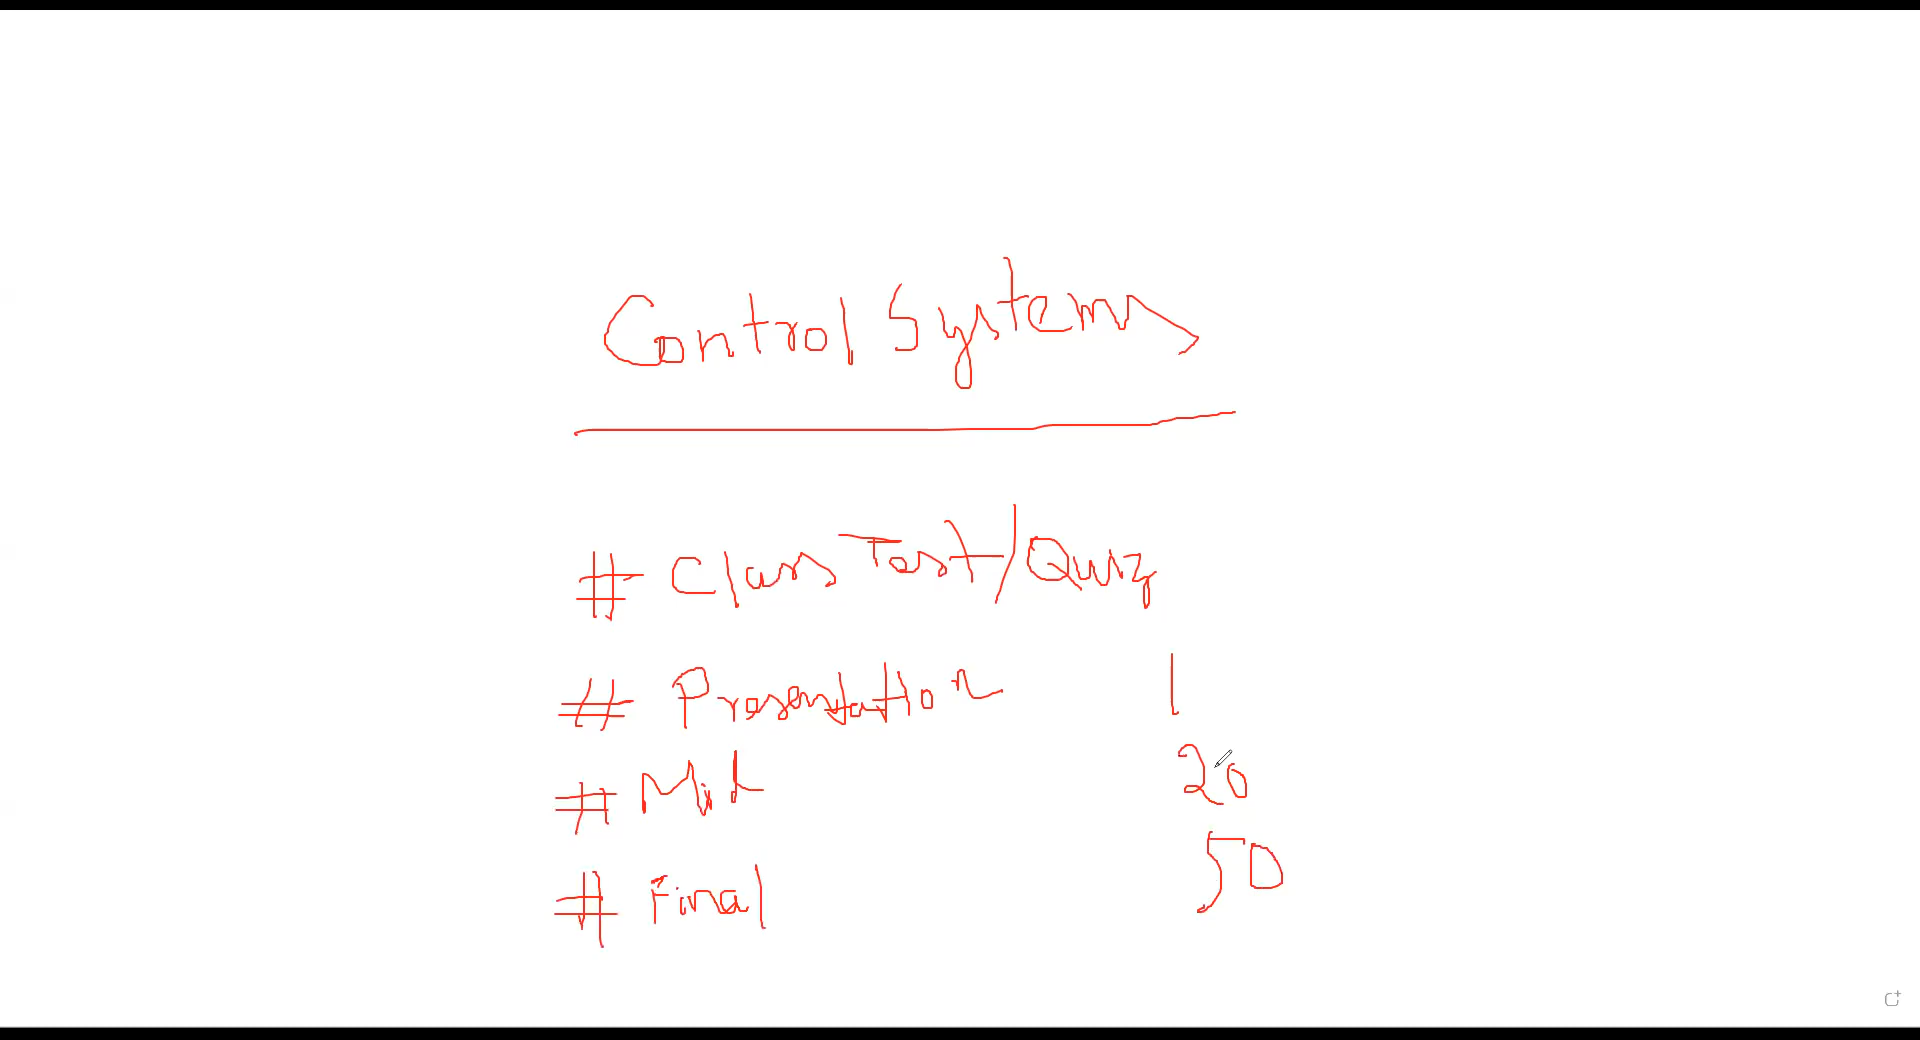 Control Systems
# Class Test/Quiz
# Presentation 1
# Mid 20
# Final 50